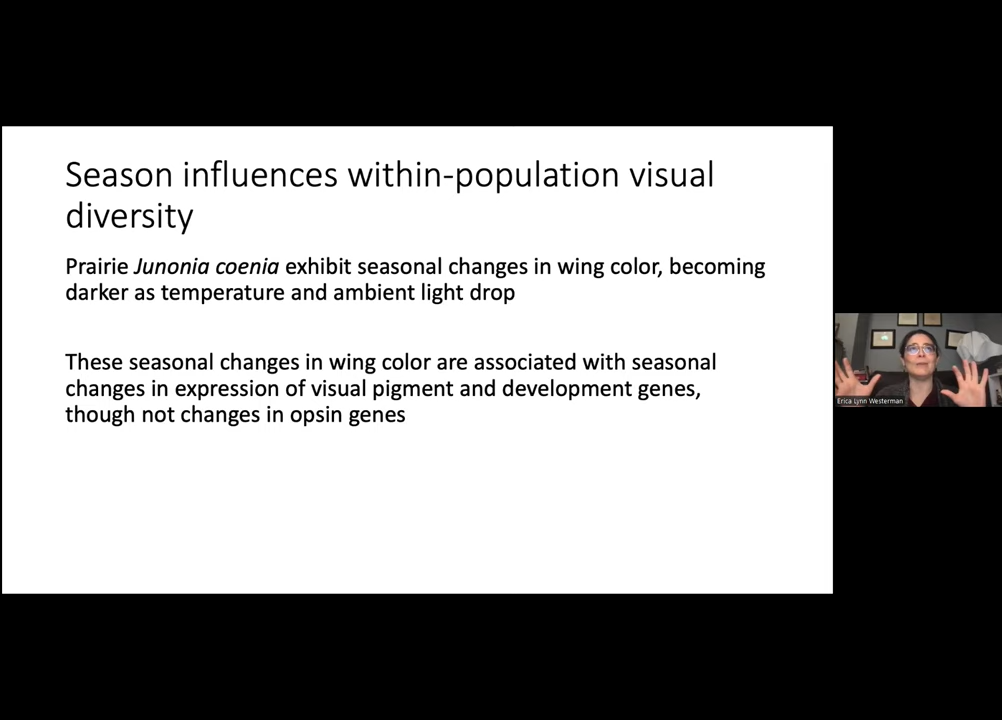 Season influences within-population visual
diversity
Prairie Junonia coenia exhibit seasonal changes in wing color, becoming
darker as temperature and ambient light drop
These seasonal changes in wing color are associated with seasonal
changes in expression of visual pigment and development genes,
though not changes in opsin genes
Erica Lynn Westerman